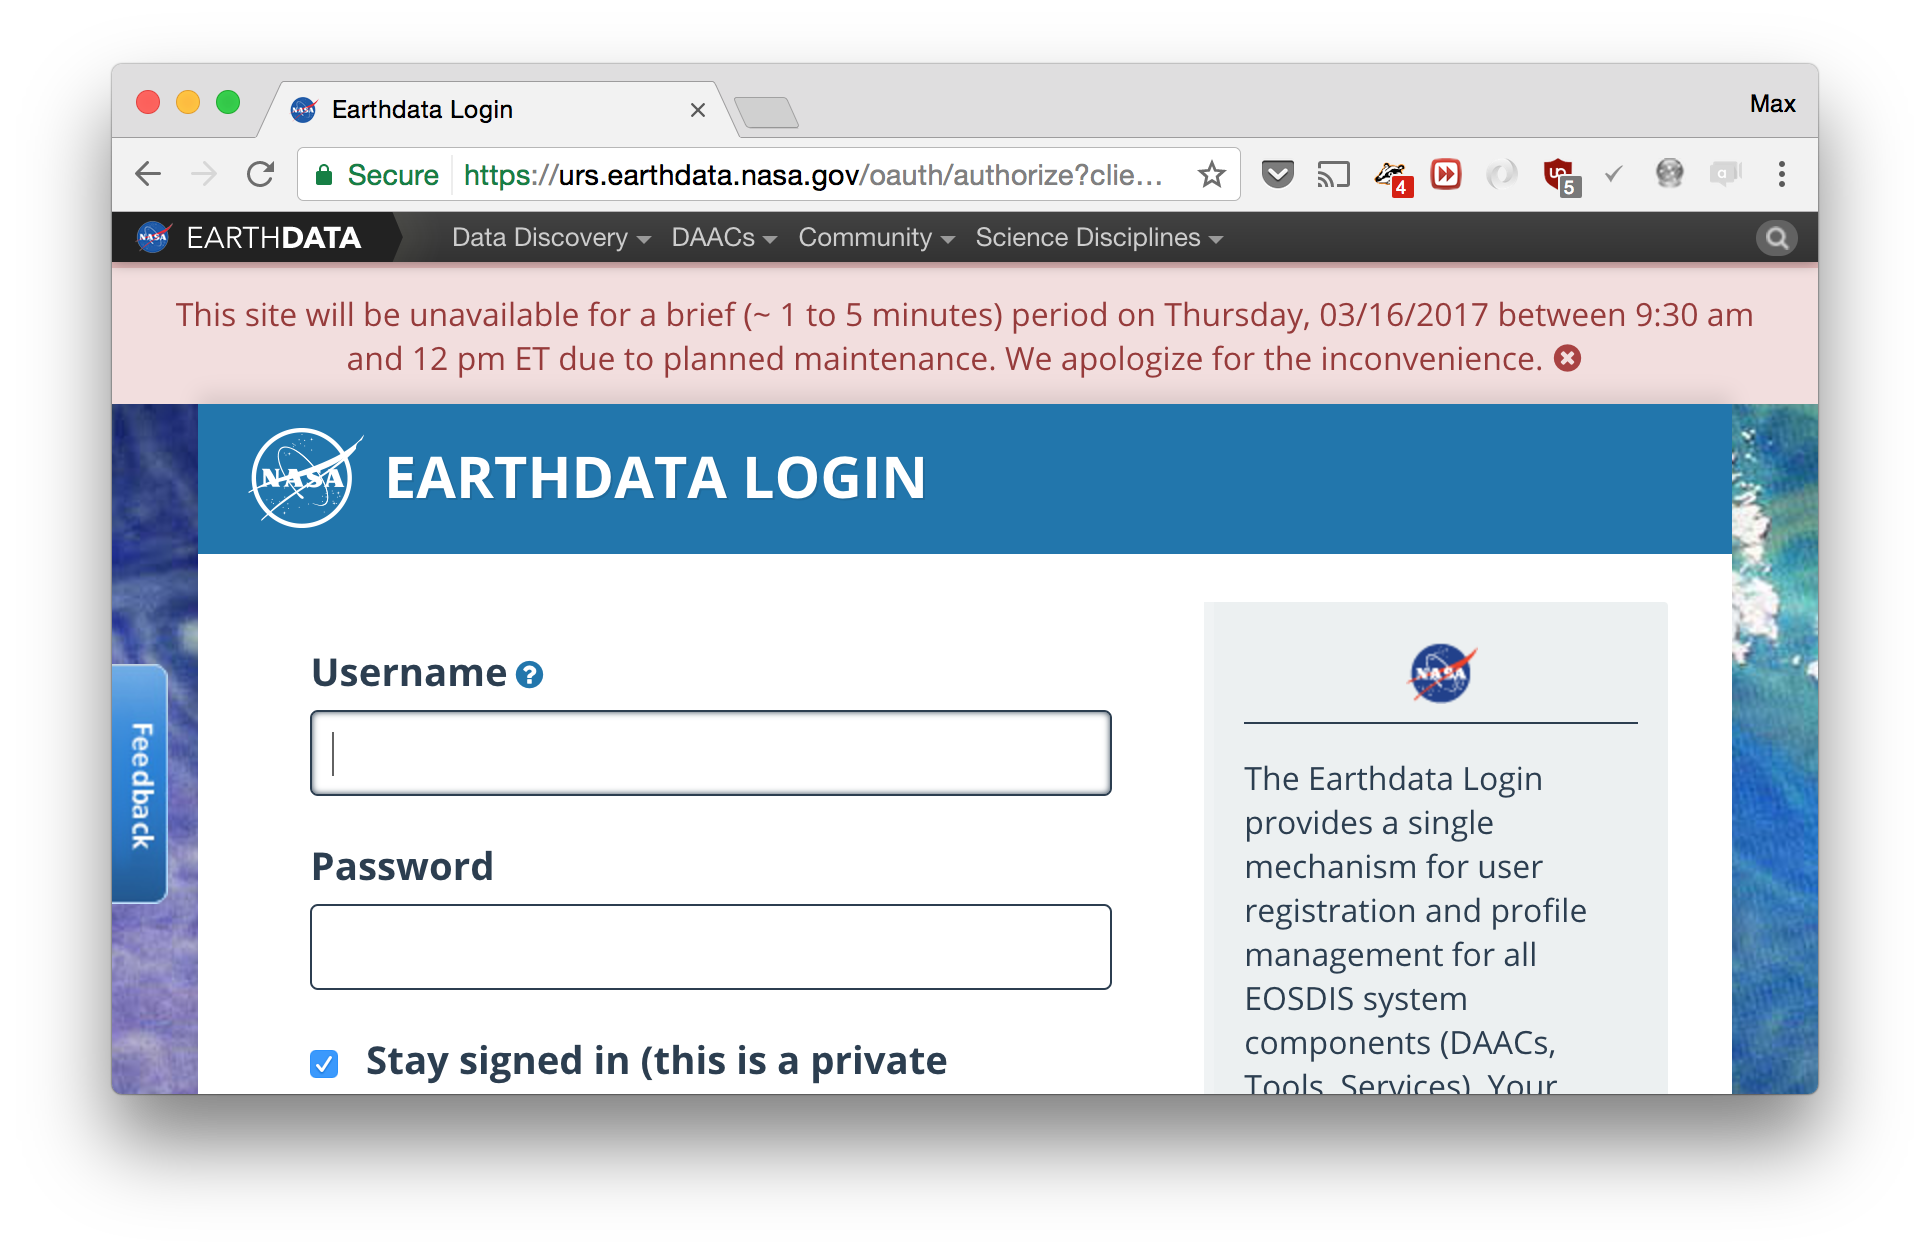 Earthdata Login
Max
Secure https://urs.earthdata.nasa.gov/oauth/authorize?clie...
4
5
NASA EARTHDATA Data Discovery DAACs Community Science Disciplines
This site will be unavailable for a brief (~ 1 to 5 minutes) period on Thursday, 03/16/2017 between 9:30 am
and 12 pm ET due to planned maintenance. We apologize for the inconvenience.
NASA EARTHDATA LOGIN
Username ?
Password
Stay signed in (this is a private
Feedback
NASA
The Earthdata Login
provides a single
mechanism for user
registration and profile
management for all
EOSDIS system
components (DAACs,
Tools, Services). Your